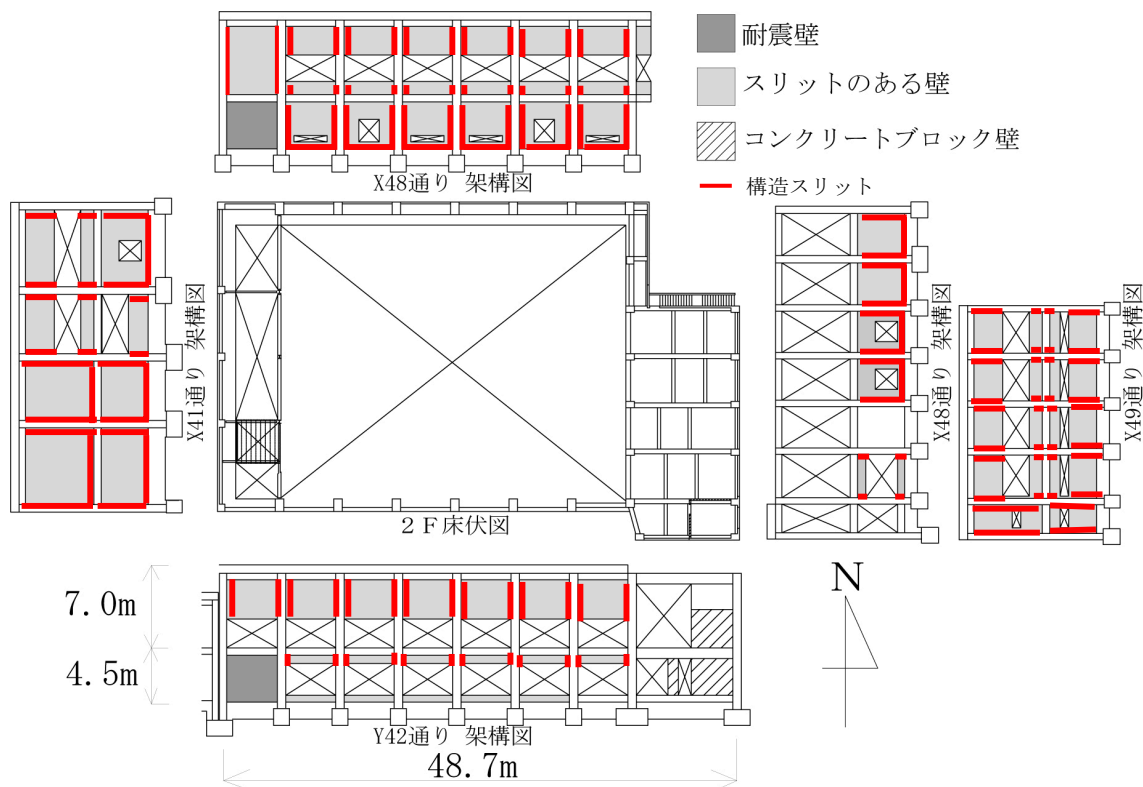 耐震壁
スリットのある壁
コンクリートブロック壁
構造スリット
X48通り 架構図
X41通り 架構図
2F床伏図
X48通り 架構図
X49通り 架構図
N
7.0m
4.5m
Y42通り 架構図
48.7m